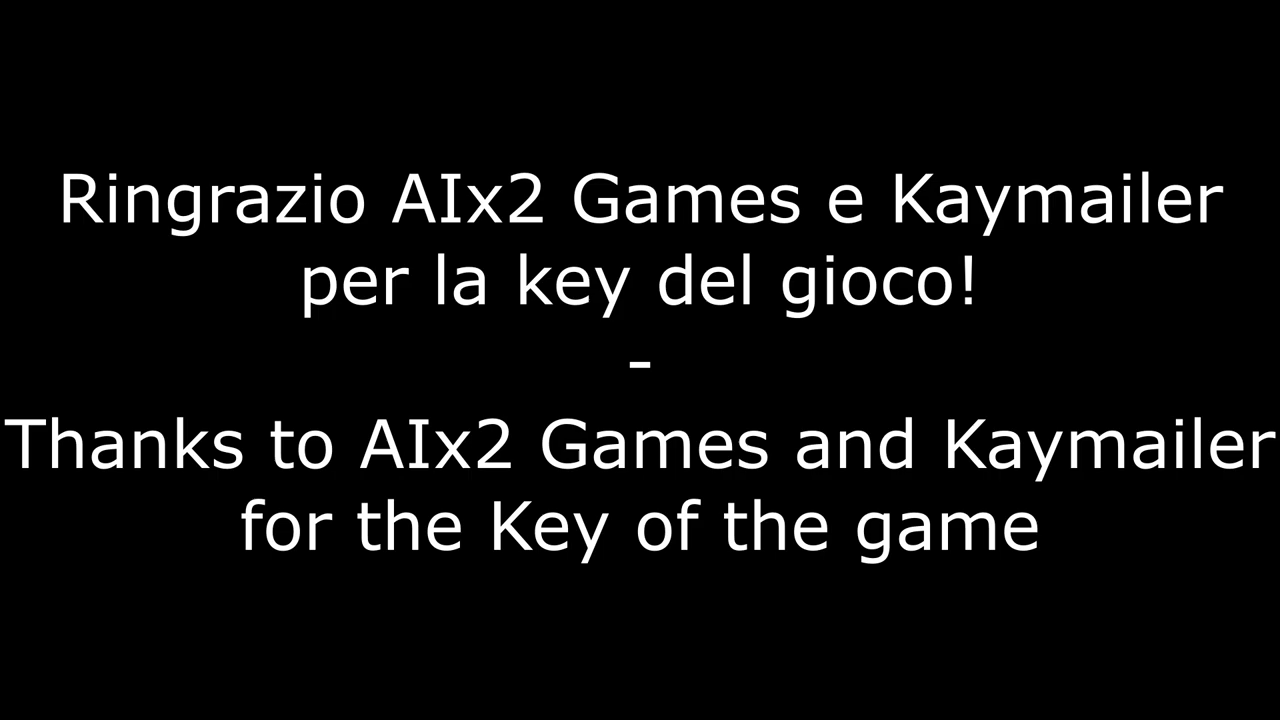 Ringrazio AIx2 Games e Kaymailer
per la key del gioco!
-
Thanks to AIx2 Games and Kaymailer
for the Key of the game